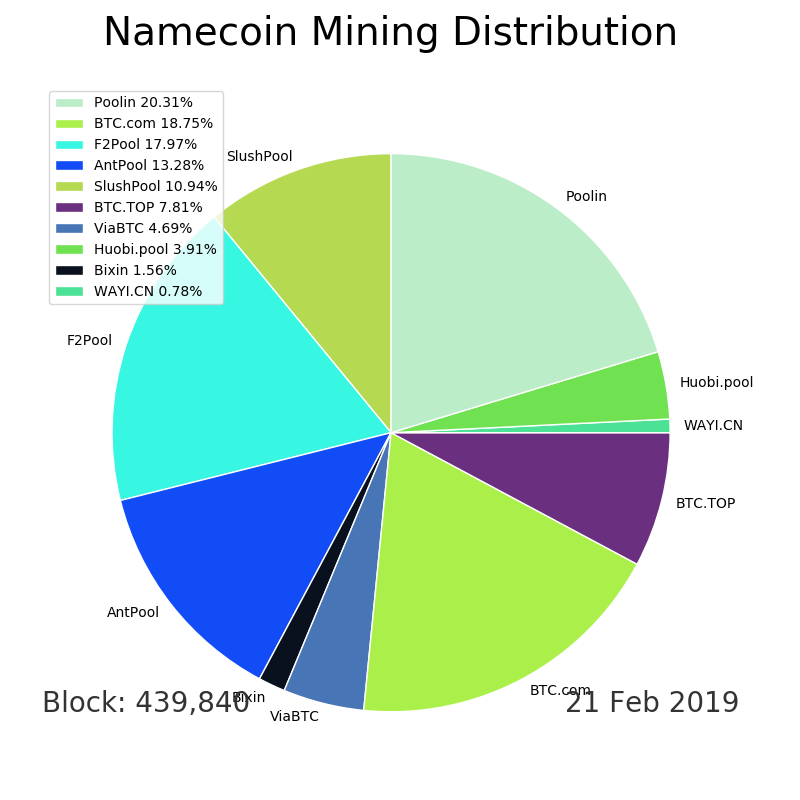 Namecoin Mining Distribution
Poolin 20.31%
BTC.com 18.75%
F2Pool 17.97%
AntPool 13.28%
SlushPool 10.94%
BTC.TOP 7.81%
ViaBTC 4.69%
Huobi.pool 3.91%
Bixin 1.56%
WAYI.CN 0.78%
SlushPool
Poolin
F2Pool
Huobi.pool
WAYI.CN
BTC.TOP
AntPool
BTC.com
Bixin
ViaBTC
Block: 439,840
21 Feb 2019